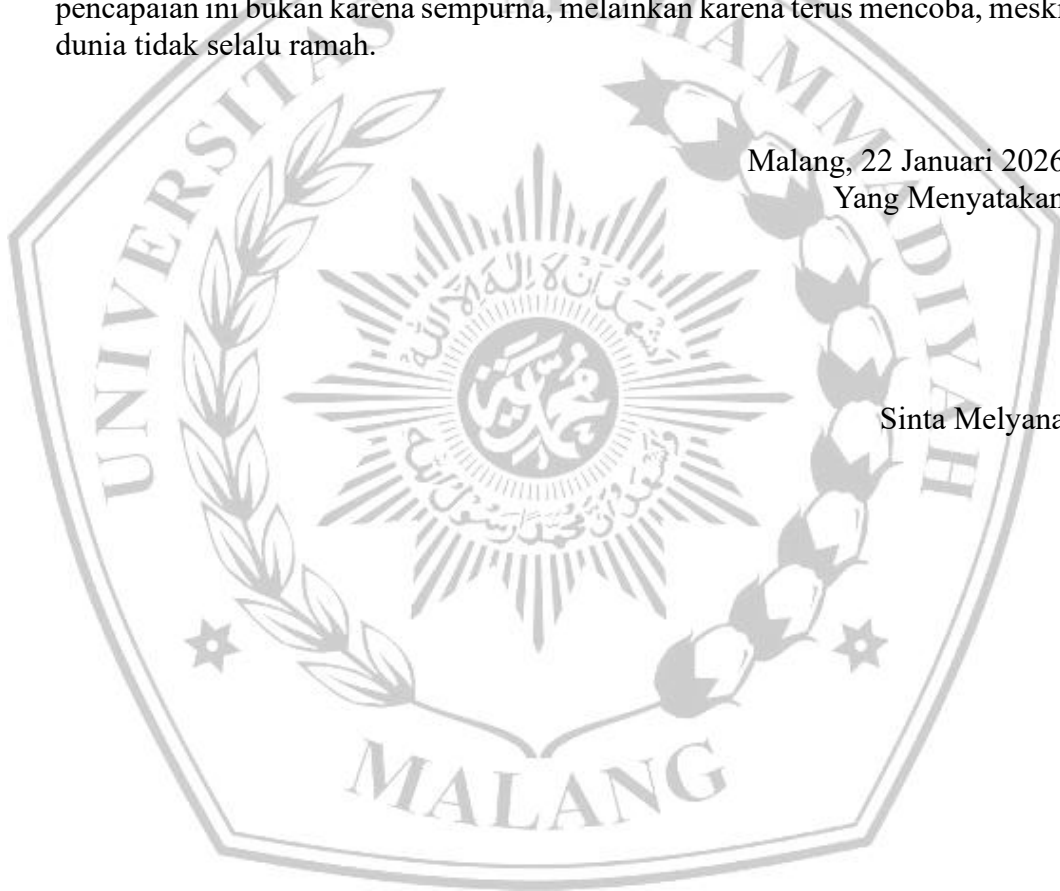 pencapaian ini bukan karena sempurna, melainkan karena terus mencoba, meski
dunia tidak selalu ramah.
Malang, 22 Januari 2026
Yang Menyatakan
Sinta Melyana
UNIVERSITAS MUHAMMADIYAH
MALANG